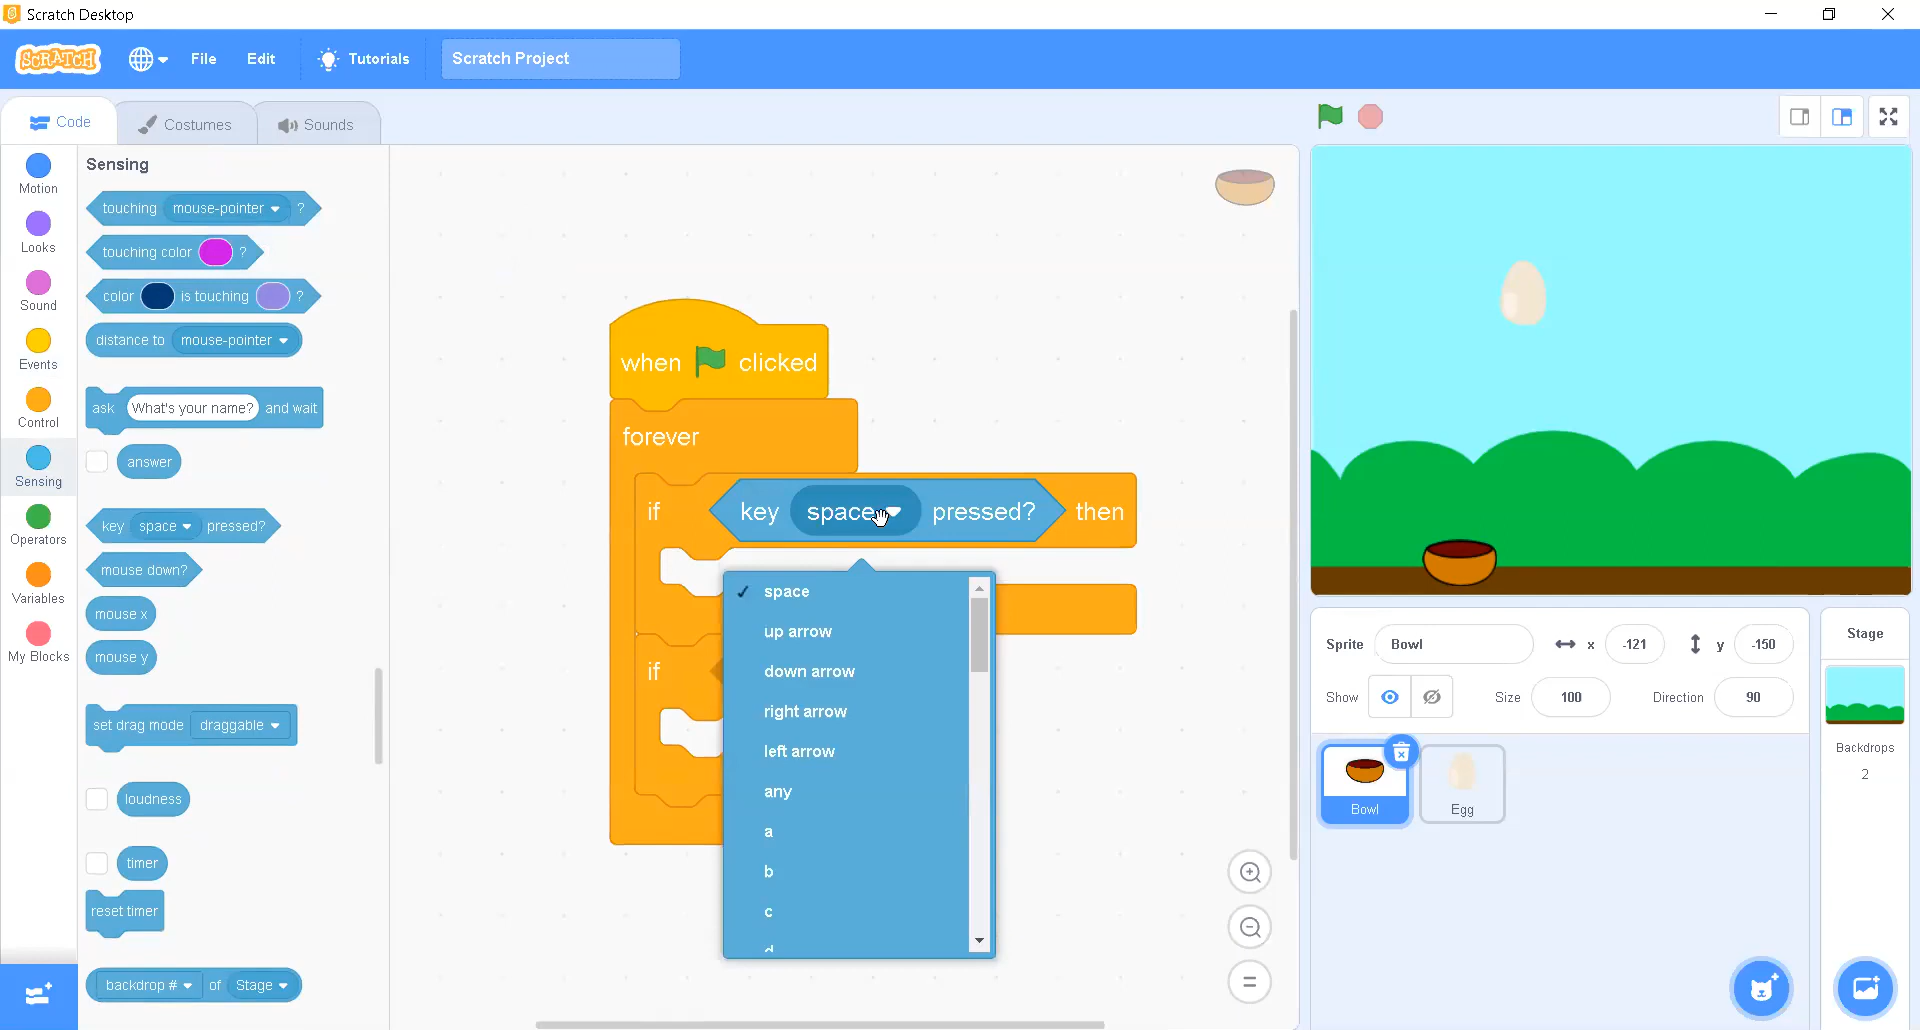 Scratch Desktop
SCRATCH File Edit Tutorials Scratch Project
Code Costumes Sounds
Motion
Looks
Sound
Events
Control
Sensing
Operators
Variables
My Blocks
Sensing
touching mouse-pointer ?
touching color ?
color is touching ?
distance to mouse-pointer
ask What's your name? and wait
answer
key space pressed?
mouse down?
mouse x
mouse y
set drag mode draggable
loudness
timer
reset timer
backdrop # of Stage
when clicked
forever
if key space pressed? then
if
✓ space
up arrow
down arrow
right arrow
left arrow
any
a
b
c
d
Sprite Bowl x -121 y -150
Show Size 100 Direction 90
Bowl
Egg
Stage
Backdrops
2